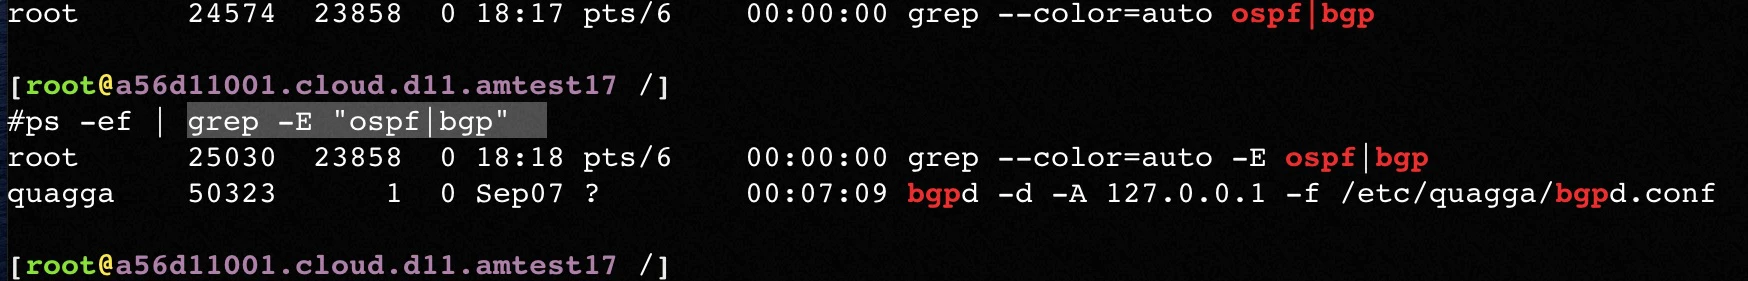 root 24574 23858 0 18:17 pts/6 00:00:00 grep --color=auto ospf|bgp
[root@a56d11001.cloud.d11.amtest17 /]
#ps -ef | grep -E "ospf|bgp"
root 25030 23858 0 18:18 pts/6 00:00:00 grep --color=auto -E ospf|bgp
quagga 50323 1 0 Sep07 ? 00:07:09 bgpd -d -A 127.0.0.1 -f /etc/quagga/bgpd.conf
[root@a56d11001.cloud.d11.amtest17 /]